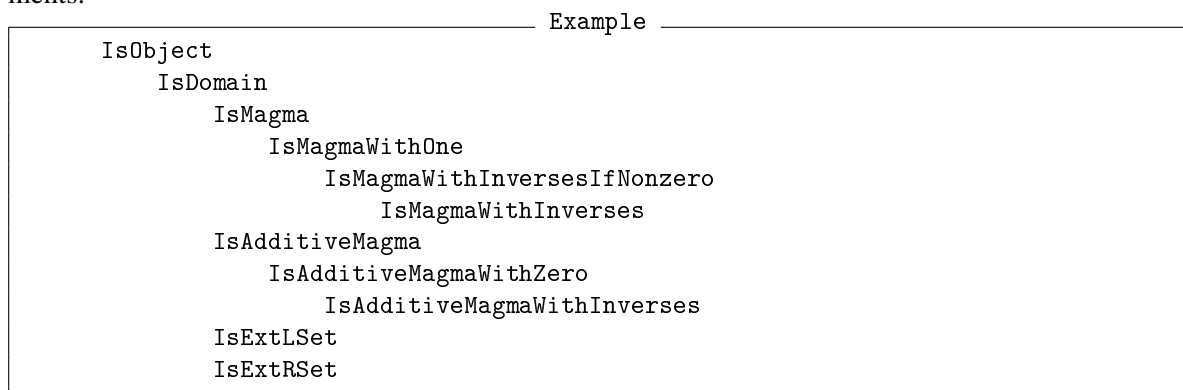 ments.
Example
IsObject
IsDomain
IsMagma
IsMagmaWithOne
IsMagmaWithInversesIfNonzero
IsMagmaWithInverses
IsAdditiveMagma
IsAdditiveMagmaWithZero
IsAdditiveMagmaWithInverses
IsExtLSet
IsExtRSet